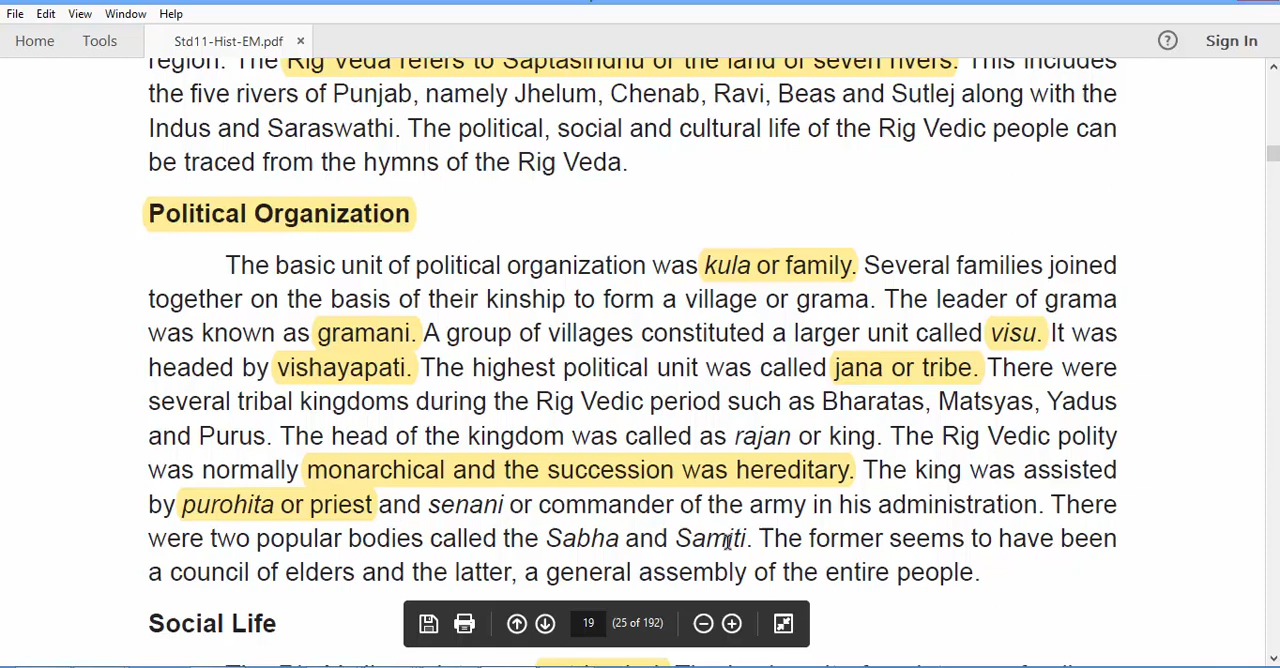 File Edit View Window Help
Home Tools Std11-Hist-EM.pdf × ? Sign In
region. The Rig Veda refers to Saptasindhu or the land of seven rivers. This includes
the five rivers of Punjab, namely Jhelum, Chenab, Ravi, Beas and Sutlej along with the
Indus and Saraswathi. The political, social and cultural life of the Rig Vedic people can
be traced from the hymns of the Rig Veda.
Political Organization
The basic unit of political organization was kula or family. Several families joined
together on the basis of their kinship to form a village or grama. The leader of grama
was known as gramani. A group of villages constituted a larger unit called visu. It was
headed by vishayapati. The highest political unit was called jana or tribe. There were
several tribal kingdoms during the Rig Vedic period such as Bharatas, Matsyas, Yadus
and Purus. The head of the kingdom was called as rajan or king. The Rig Vedic polity
was normally monarchical and the succession was hereditary. The king was assisted
by purohita or priest and senani or commander of the army in his administration. There
were two popular bodies called the Sabha and Samiti. The former seems to have been
a council of elders and the latter, a general assembly of the entire people.
Social Life
19 (25 of 192)